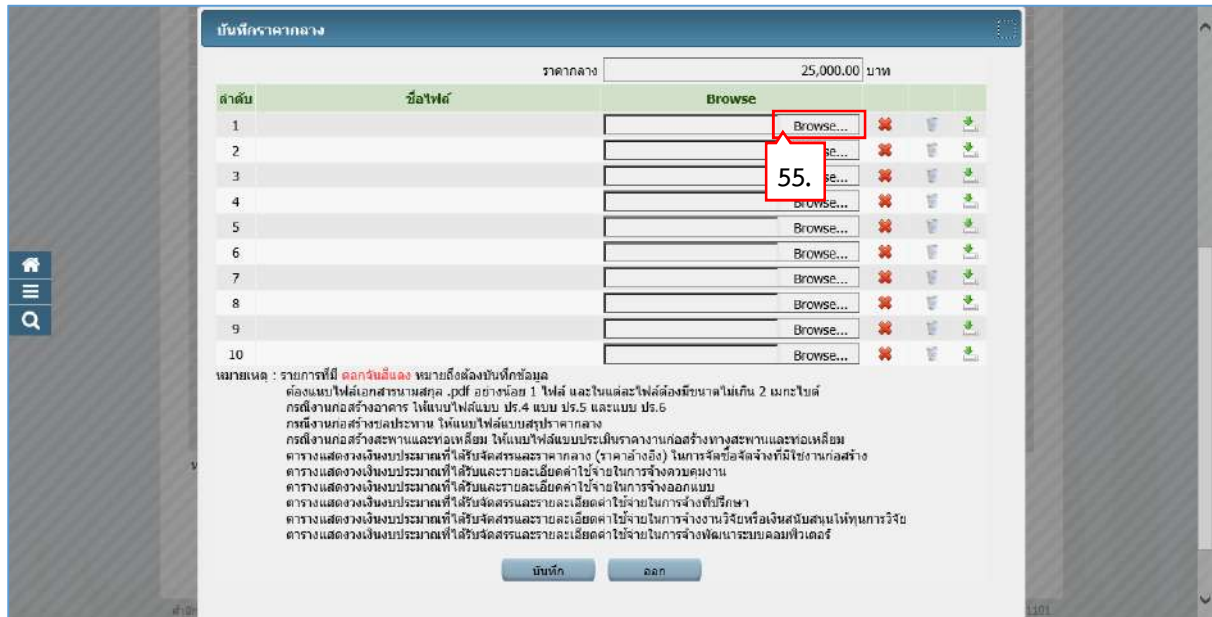 บันทึกราคากลาง
ราคากลาง 25,000.00 บาท
ลำดับ ชื่อไฟล์ Browse
1 Browse...
2 se...
3 se...
55.
4 Browse...
5 Browse...
6 Browse...
7 Browse...
8 Browse...
9 Browse...
10 Browse...
หมายเหตุ : รายการที่มี ดอกจันสีแดง หมายถึงต้องบันทึกข้อมูล
ต้องแนบไฟล์เอกสารนามสกุล .pdf อย่างน้อย 1 ไฟล์ และในแต่ละไฟล์ต้องมีขนาดไม่เกิน 2 เมกะไบต์
กรณีงานก่อสร้างอาคาร ให้แนบไฟล์แบบ ปร.4 แบบ ปร.5 และแบบ ปร.6
กรณีงานก่อสร้างชลประทาน ให้แนบไฟล์แบบสรุปราคากลาง
กรณีงานก่อสร้างสะพานและท่อเหลี่ยม ให้แนบไฟล์แบบประเมินราคางานก่อสร้างทางสะพานและท่อเหลี่ยม
ตารางแสดงวงเงินงบประมาณที่ได้รับจัดสรรและราคากลาง (ราคาอ้างอิง) ในการจัดซื้อจัดจ้างที่มิใช่งานก่อสร้าง
ตารางแสดงวงเงินงบประมาณที่ได้รับและรายละเอียดค่าใช้จ่ายในการจ้างควบคุมงาน
ตารางแสดงวงเงินงบประมาณที่ได้รับและรายละเอียดค่าใช้จ่ายในการจ้างออกแบบ
ตารางแสดงวงเงินงบประมาณที่ได้รับจัดสรรและรายละเอียดค่าใช้จ่ายในการจ้างที่ปรึกษา
ตารางแสดงวงเงินงบประมาณที่ได้รับจัดสรรและรายละเอียดค่าใช้จ่ายในการจ้างงานวิจัยหรือเงินสนับสนุนให้ทุนการวิจัย
ตารางแสดงวงเงินงบประมาณที่ได้รับจัดสรรและรายละเอียดค่าใช้จ่ายในการจ้างพัฒนาระบบคอมพิวเตอร์
บันทึก ออก